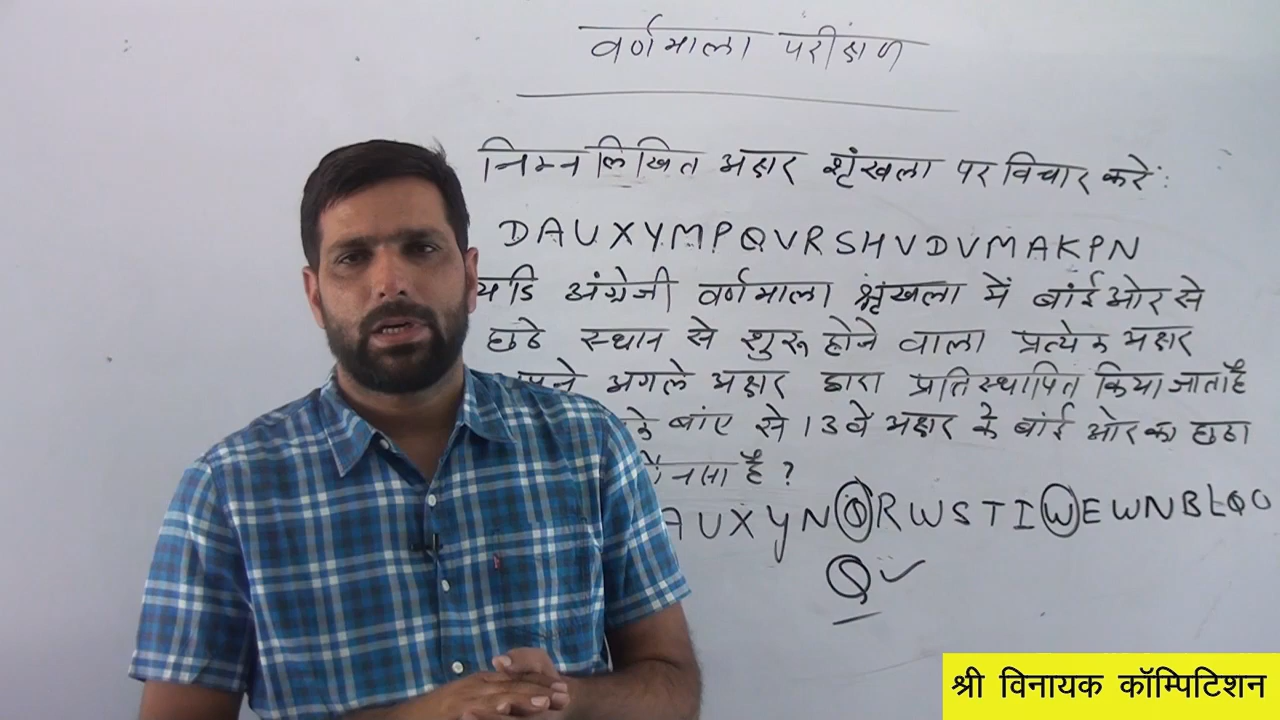 वर्णमाला परीक्षण
निम्नलिखित अक्षर श्रृंखला पर विचार करें:
DAUXYMPQVRSHVDVMAKPN
यदि अंग्रेजी वर्णमाला श्रृंखला में बांई ओर से
छठे स्थान से शुरू होने वाला प्रत्येक अक्षर
अगले अक्षर द्वारा प्रतिस्थापित किया जाता है
के बांए से 13वे अक्षर के बांई ओर का छठा
है ?
AUXYNQRWSTIWEWNBLQO
Q ✓
श्री विनायक कॉम्पिटिशन